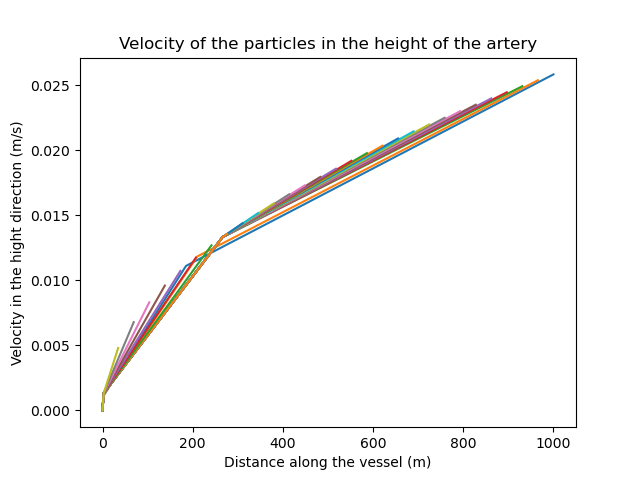 Velocity of the particles in the height of the artery
Velocity in the hight direction (m/s)
0.025
0.020
0.015
0.010
0.005
0.000
0 200 400 600 800 1000
Distance along the vessel (m)